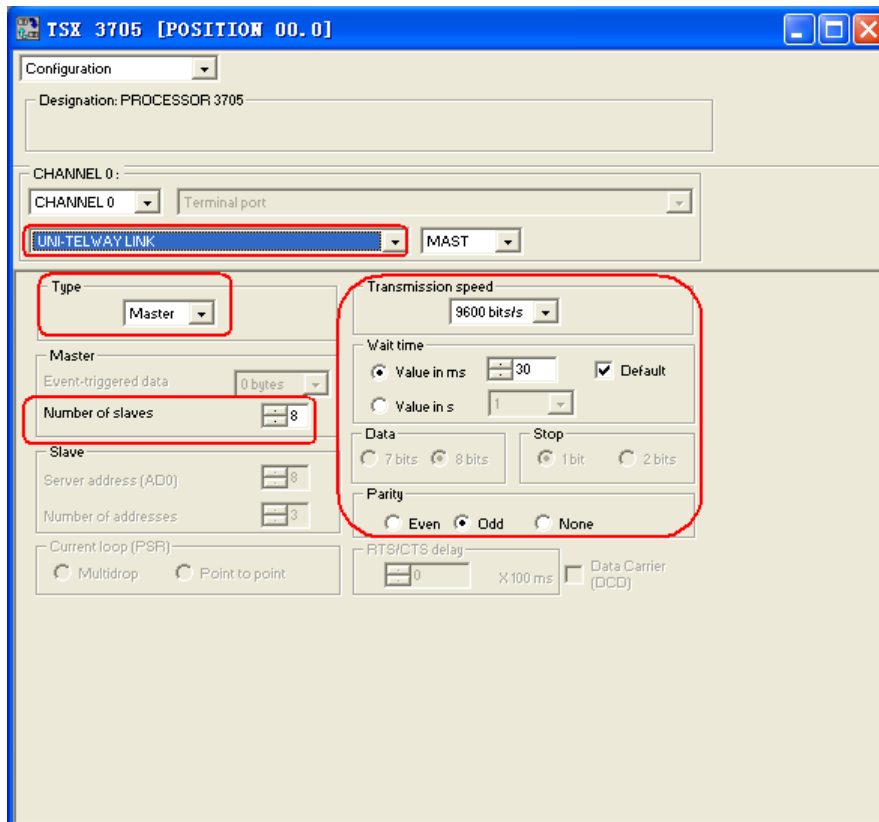 TSX 3705 [POSITION 00.0]
Configuration
Designation: PROCESSOR 3705
CHANNEL 0 :
CHANNEL 0 Terminal port
UNI-TELWAY LINK MAST
Type
Master
Master
Event-triggered data 0 bytes
Number of slaves 8
Slave
Server address (AD0) 8
Number of addresses 3
Current loop (PSR)
Multidrop Point to point
Transmission speed
9600 bits/s
Wait time
Value in ms 30 Default
Value in s 1
Data
7 bits 8 bits
Stop
1 bit 2 bits
Parity
Even Odd None
RTS/CTS delay
0 X 100 ms
Data Carrier
(DCD)